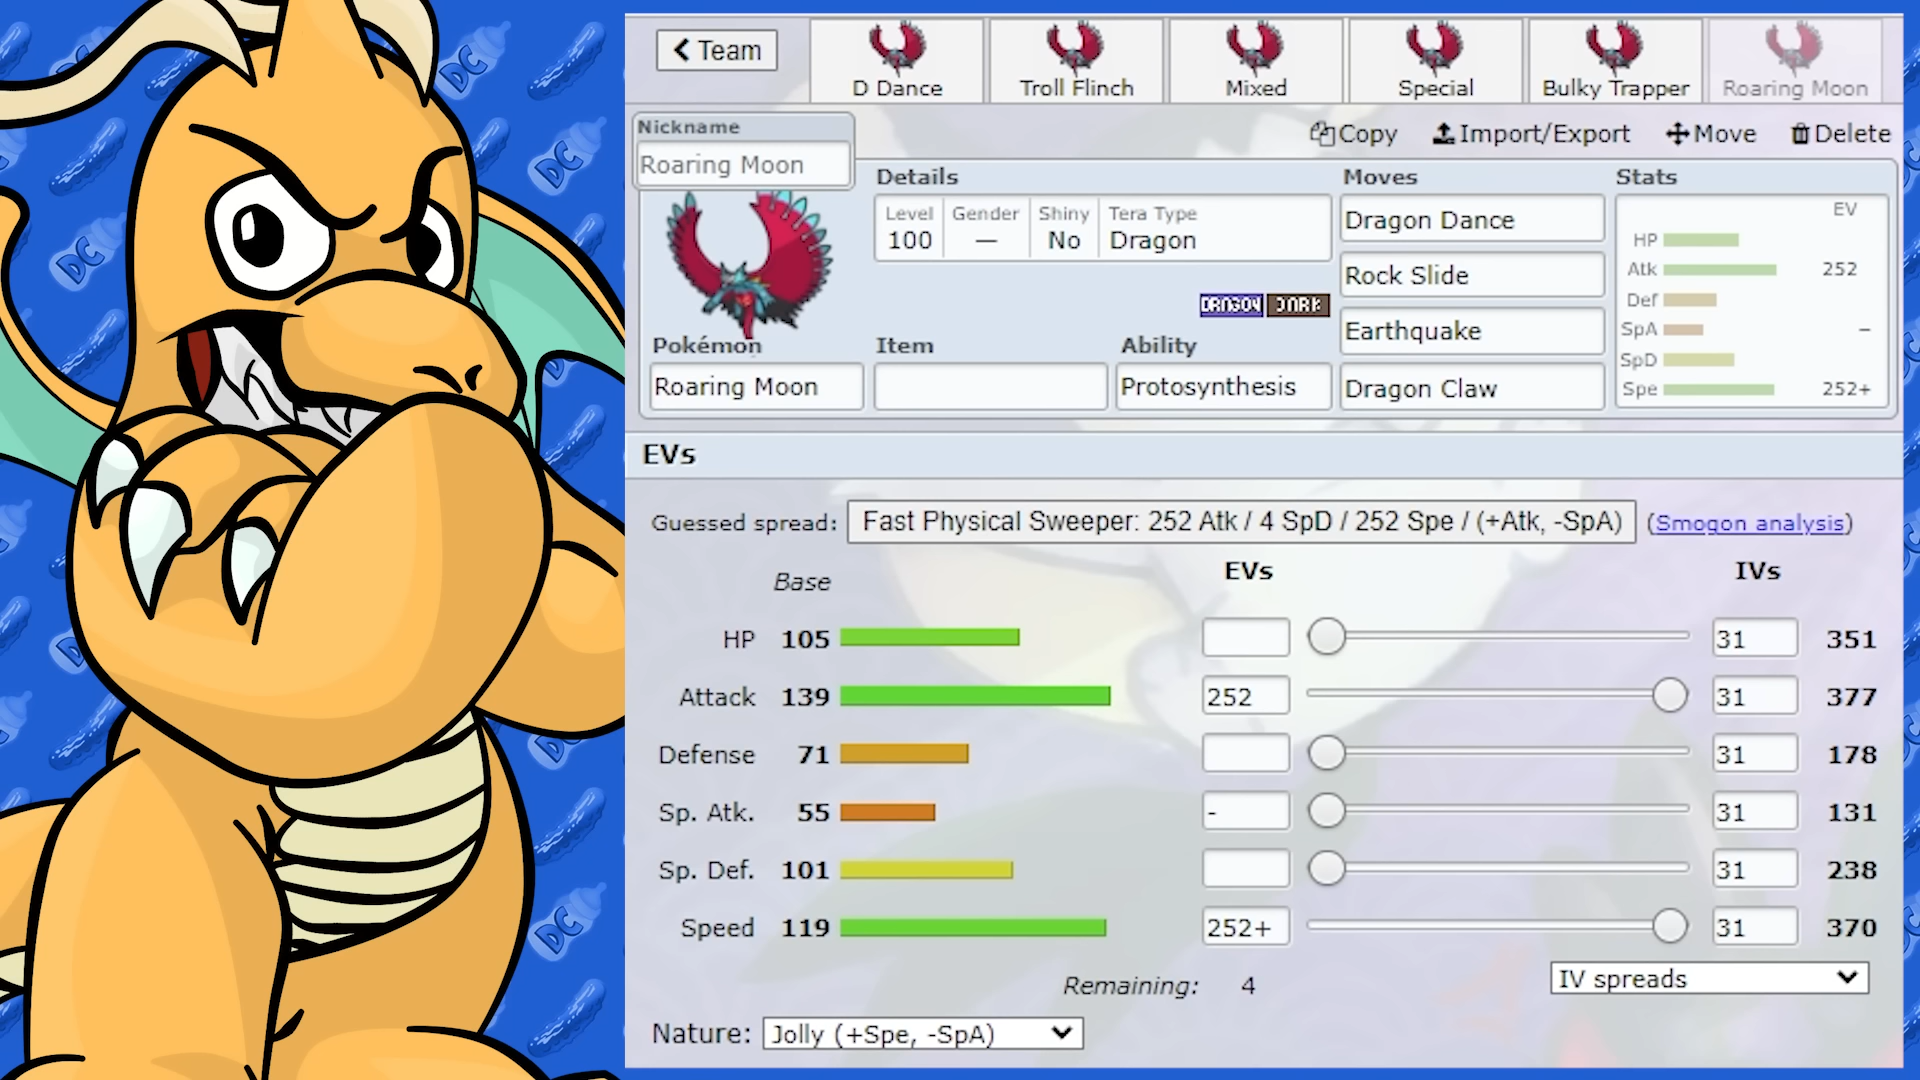 Team
D Dance
Troll Flinch
Mixed
Special
Bulky Trapper
Roaring Moon
Copy
Import/Export
Move
Delete
Nickname
Roaring Moon
Details
Level
100
Gender
—
Shiny
No
Tera Type
Dragon
DRAGON DARK
Pokémon
Roaring Moon
Item
Ability
Protosynthesis
Moves
Dragon Dance
Rock Slide
Earthquake
Dragon Claw
Stats
EV
HP
Atk 252
Def
SpA –
SpD
Spe 252+
EVs
Guessed spread: Fast Physical Sweeper: 252 Atk / 4 SpD / 252 Spe / (+Atk, -SpA) (Smogon analysis)
Base EVs IVs
HP 105 31 351
Attack 139 252 31 377
Defense 71 31 178
Sp. Atk. 55 - 31 131
Sp. Def. 101 31 238
Speed 119 252+ 31 370
Remaining: 4
IV spreads
Nature: Jolly (+Spe, -SpA)
DC
DC
DC
DC
DC